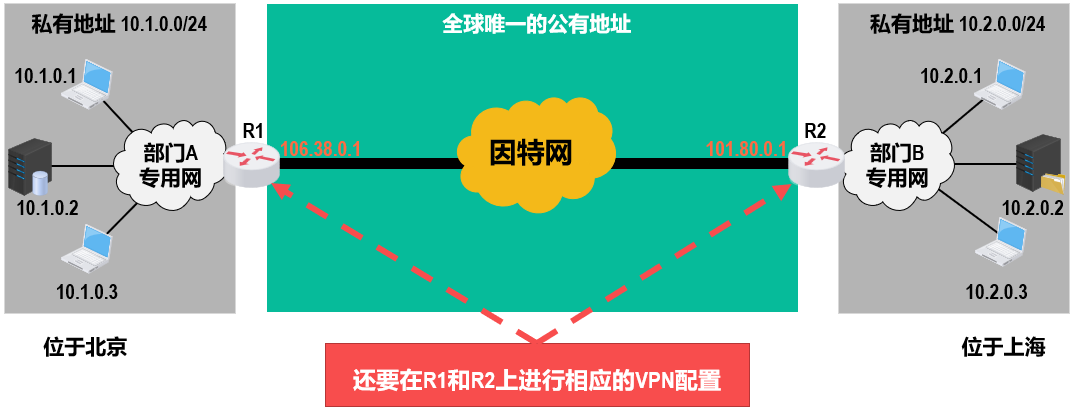 私有地址 10.1.0.0/24
全球唯一的公有地址
私有地址 10.2.0.0/24
10.1.0.1
10.2.0.1
R1
R2
106.38.0.1
101.80.0.1
部门A
专用网
因特网
部门B
专用网
10.1.0.2
10.2.0.2
10.1.0.3
10.2.0.3
位于北京
位于上海
还要在R1和R2上进行相应的VPN配置